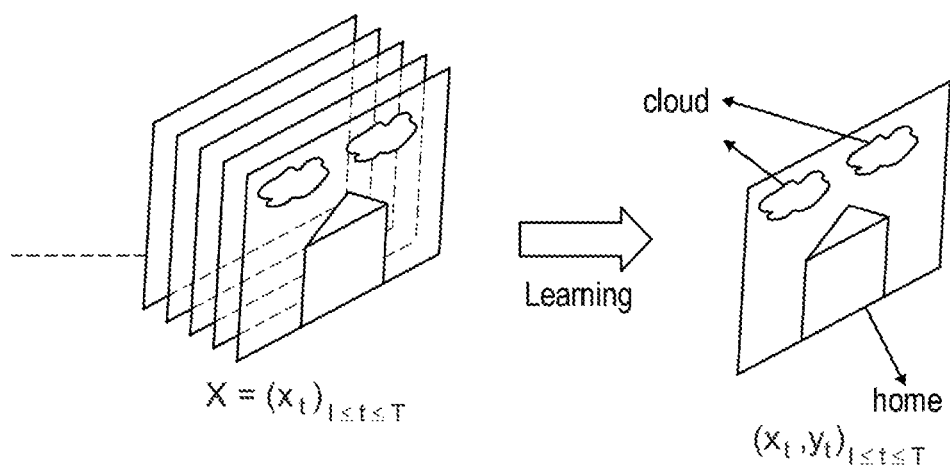 cloud
Learning
home
X = (x_t)_{1≤t≤T}
(x_t, y_t)_{1≤t≤T}